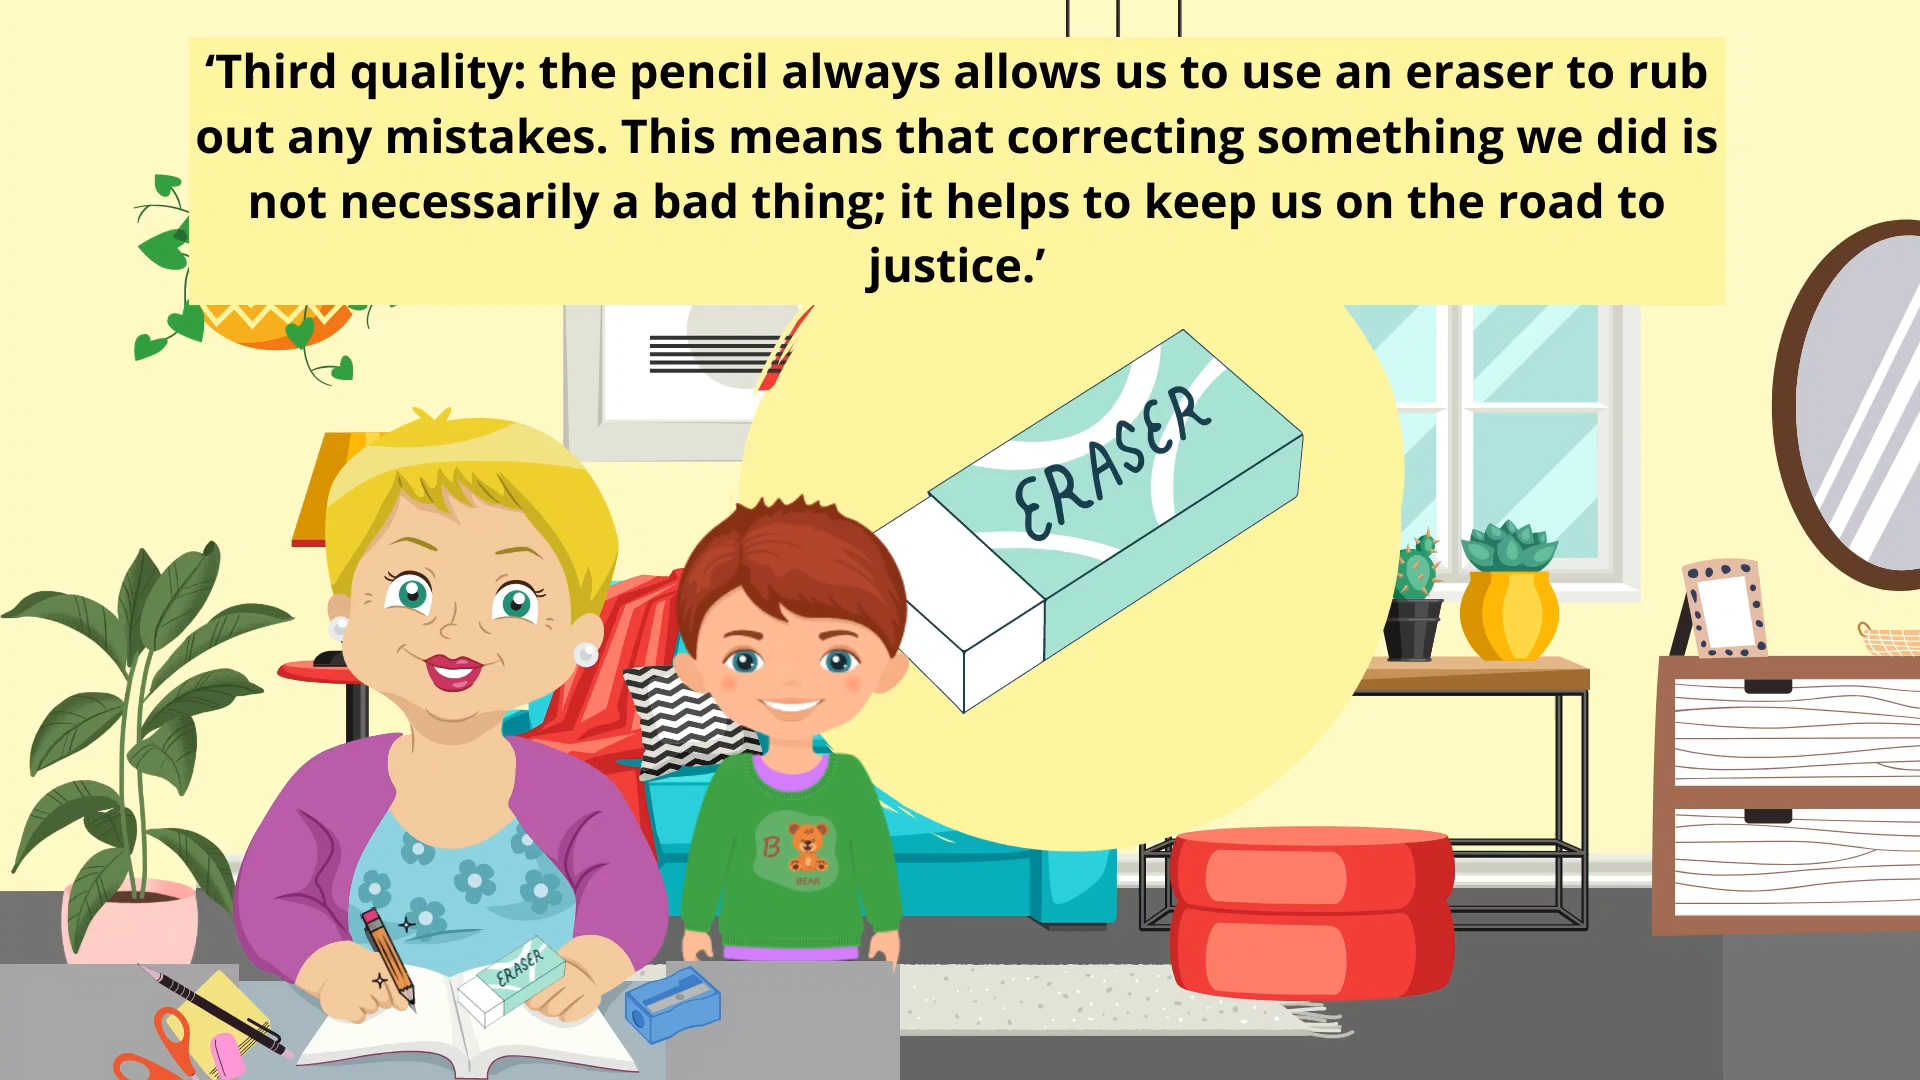 ‘Third quality: the pencil always allows us to use an eraser to rub
out any mistakes. This means that correcting something we did is
not necessarily a bad thing; it helps to keep us on the road to
justice.’
ERASER
B
BEAR
ERASER